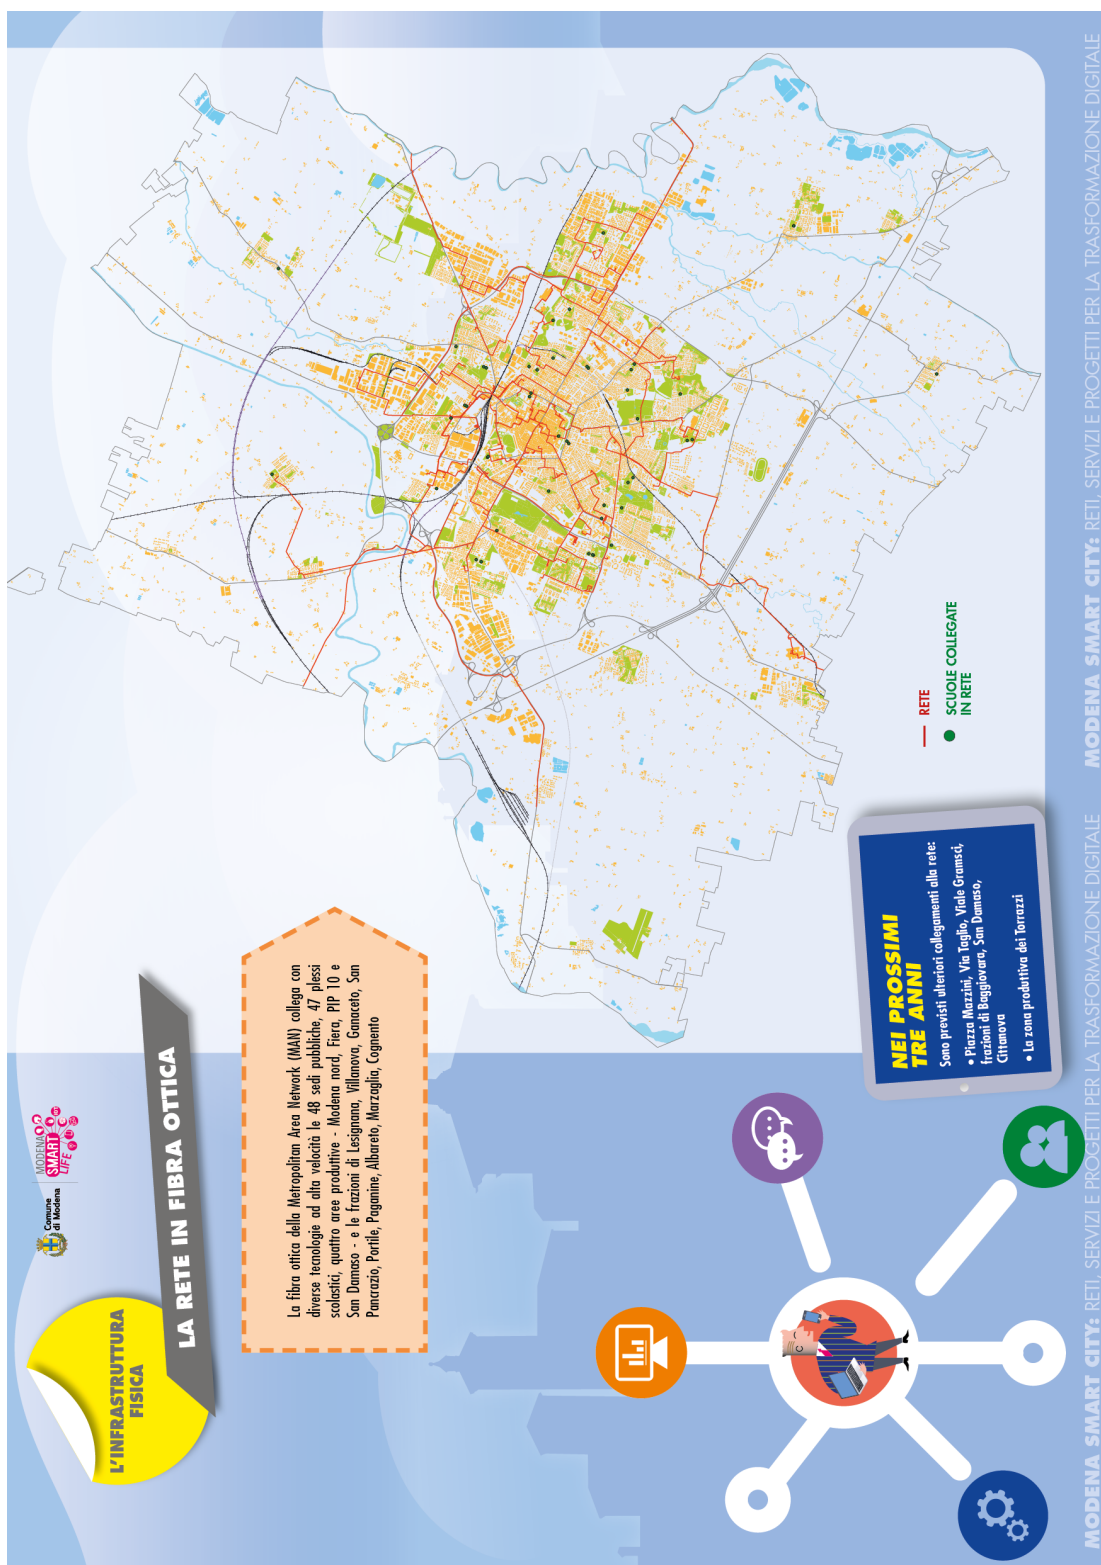 L'INFRASTRUTTURA
FISICA
Comune
di Modena
MODENA
SMART
LIFE
LA RETE IN FIBRA OTTICA
La fibra ottica della Metropolitan Area Network (MAN) collega con
diverse tecnologie ad alta velocità le 48 sedi pubbliche, 47 plessi
scolastici, quattro aree produttive - Modena nord, Fiera, PIP 10 e
San Damaso - e le frazioni di Lesignana, Villanova, Ganaceto, San
Pancrazio, Portile, Paganine, Albareto, Marzaglia, Cognento
RETE
SCUOLE COLLEGATE
IN RETE
NEI PROSSIMI
TRE ANNI
Sono previsti ulteriori collegamenti alla rete:
• Piazza Mazzini, Via Taglio, Viale Gramsci,
frazioni di Baggiovara, San Damaso,
Cittanova
• La zona produttiva dei Torrazzi
MODENA SMART CITY: RETI, SERVIZI E PROGETTI PER LA TRASFORMAZIONE DIGITALE MODENA SMART CITY: RETI, SERVIZI E PROGETTI PER LA TRASFORMAZIONE DIGITALE